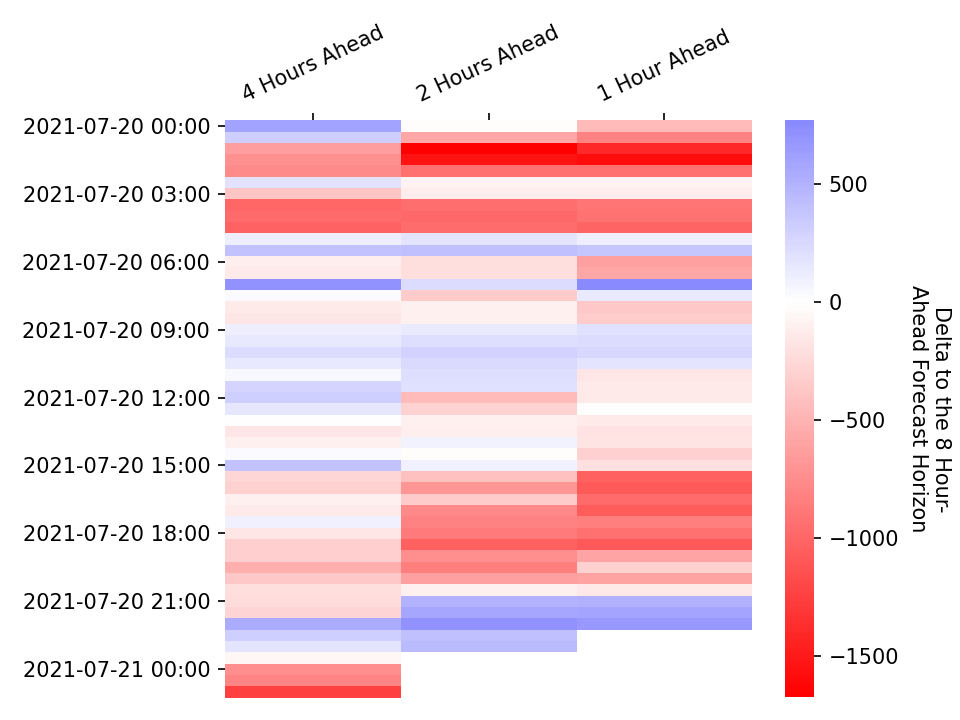 4 Hours Ahead
2 Hours Ahead
1 Hour Ahead
2021-07-20 00:00
2021-07-20 03:00
2021-07-20 06:00
2021-07-20 09:00
2021-07-20 12:00
2021-07-20 15:00
2021-07-20 18:00
2021-07-20 21:00
2021-07-21 00:00
500
0
−500
−1000
−1500
Delta to the 8 Hour-
Ahead Forecast Horizon